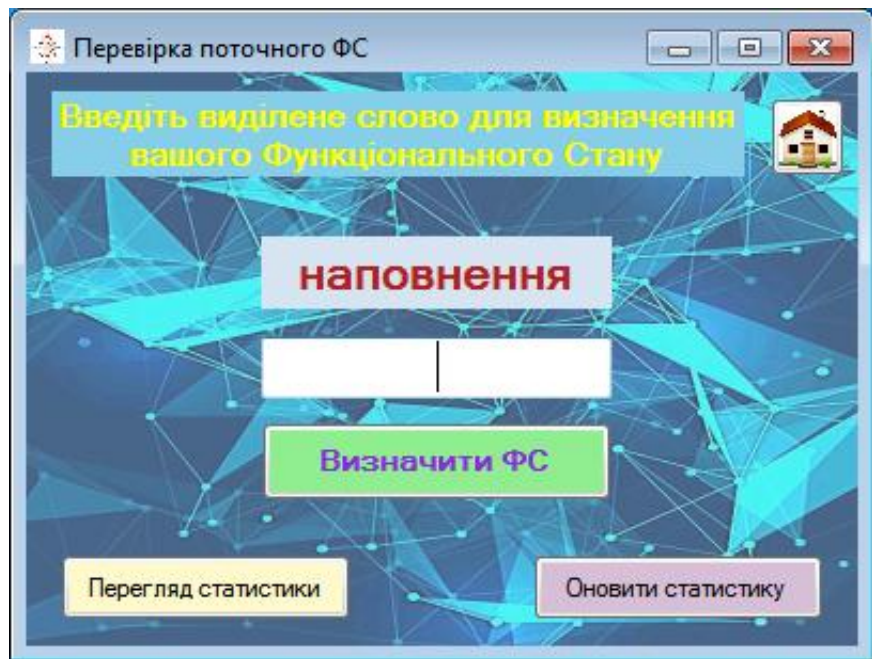 Перевірка поточного ФС
Введіть виділене слово для визначення
вашого Функціонального Стану
наповнення
Визначити ФС
Перегляд статистики
Оновити статистику